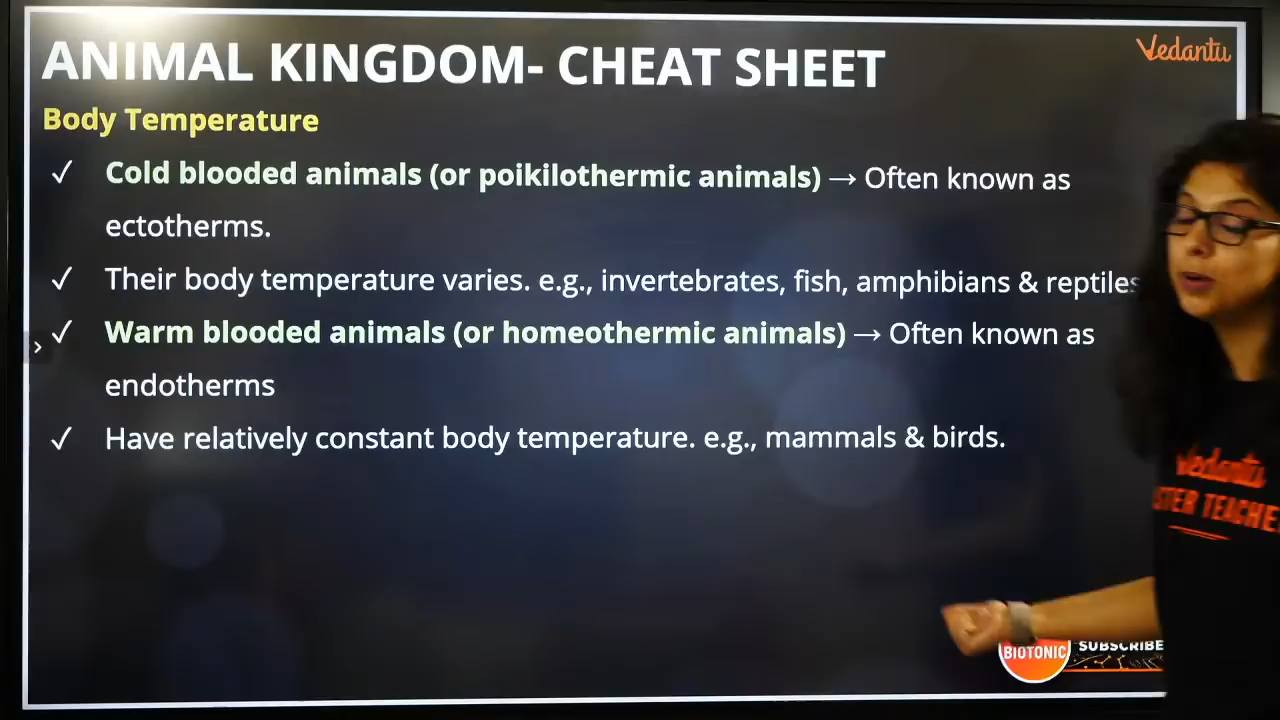 ANIMAL KINGDOM- CHEAT SHEET
Vedantu
Body Temperature
✓ Cold blooded animals (or poikilothermic animals) → Often known as
ectotherms.
✓ Their body temperature varies. e.g., invertebrates, fish, amphibians & reptiles
✓ Warm blooded animals (or homeothermic animals) → Often known as
endotherms
✓ Have relatively constant body temperature. e.g., mammals & birds.
Vedantu
STER TEACHE
BIOTONIC
SUBSCRIBE